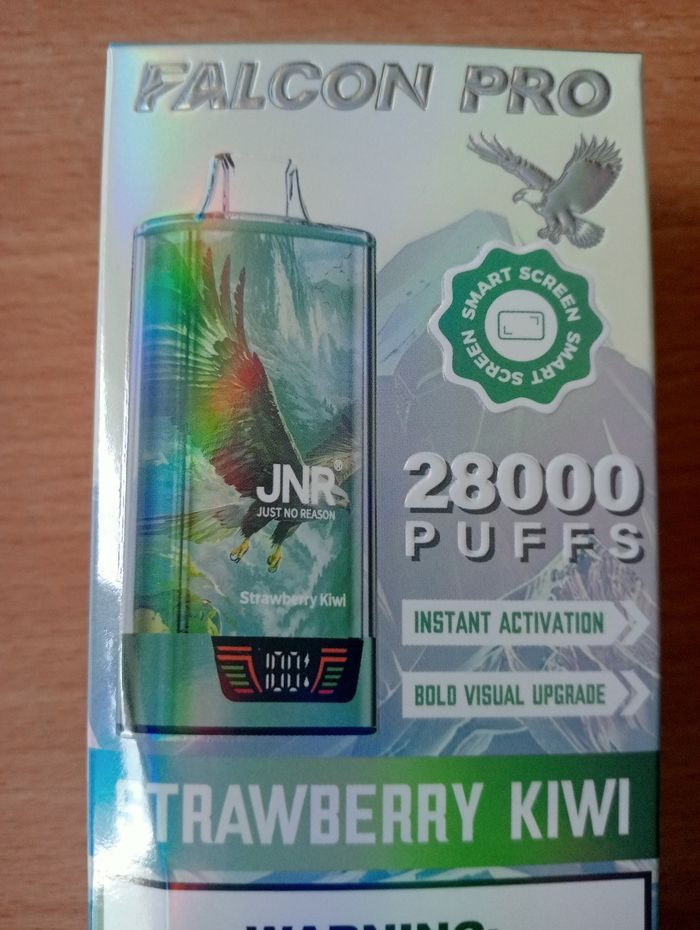 FALCON PRO
SMART SCREEN SMART SCREEN
JNR®
JUST NO REASON
Strawberry Kiwi
28000
PUFFS
INSTANT ACTIVATION
BOLD VISUAL UPGRADE
STRAWBERRY KIWI
WARNING: